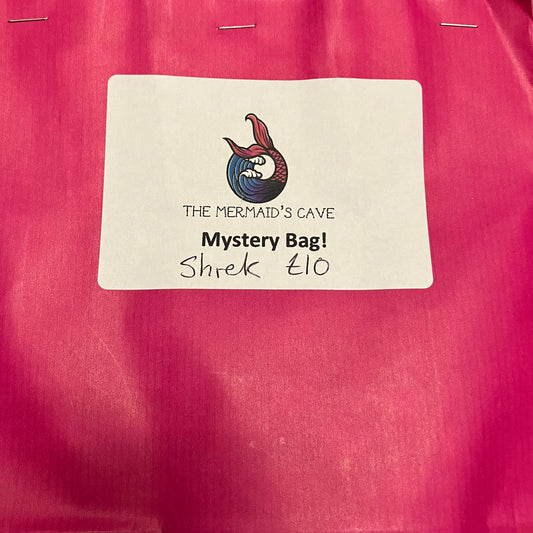 THE MERMAID'S CAVE
Mystery Bag!
Shrek £10